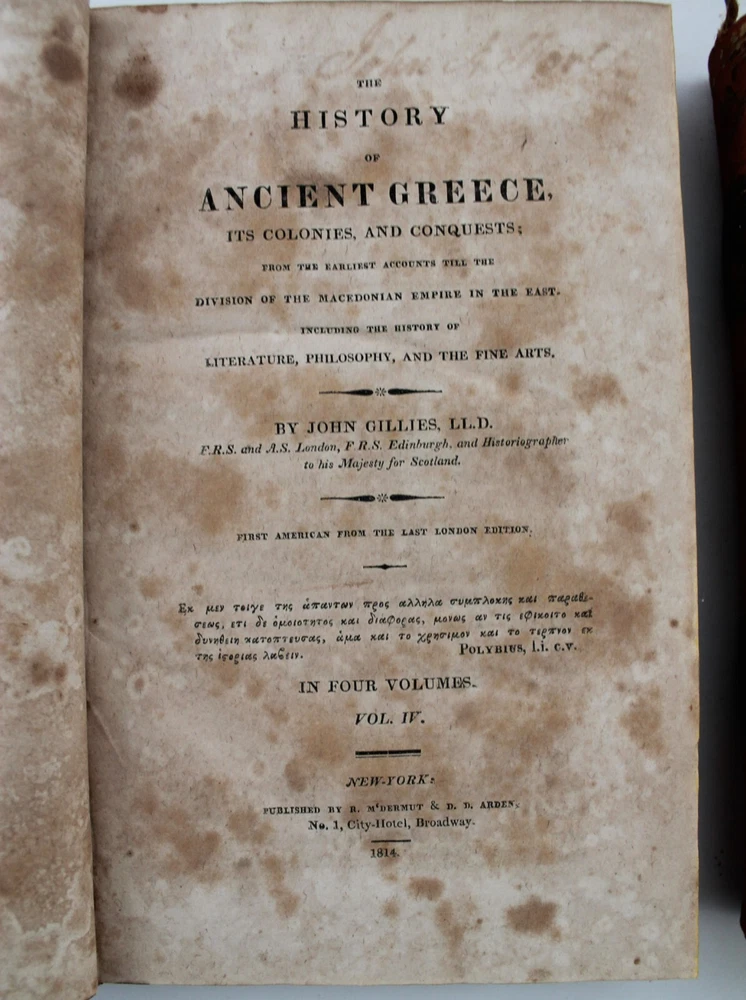 John A
THE
HISTORY
OF
ANCIENT GREECE,
ITS COLONIES, AND CONQUESTS;
FROM THE EARLIEST ACCOUNTS TILL THE
DIVISION OF THE MACEDONIAN EMPIRE IN THE EAST.
INCLUDING THE HISTORY OF
LITERATURE, PHILOSOPHY, AND THE FINE ARTS.
BY JOHN GILLIES, LL.D.
F.R.S. and A.S. London, F R.S. Edinburgh, and Historiographer
to his Majesty for Scotland.
FIRST AMERICAN FROM THE LAST LONDON EDITION.
Εκ μεν τοιγε της ἁπαντων προς αλληλα συμπλοκης και παραθε-
σεως, ετι δε ὁμοιοτητος και διαφορας, μονως αν τις εφικοιτο και
δυνηθειη κατοπτευσας, ἁμα και το χρησιμον και το τερπνον εκ
της ἱστοριας λαβειν. POLYBIUS, l.i. c.v.
IN FOUR VOLUMES.
VOL. IV.
NEW-YORK:
PUBLISHED BY R. M'DERMUT & D. D. ARDEN,
No. 1, City-Hotel, Broadway.
1814.